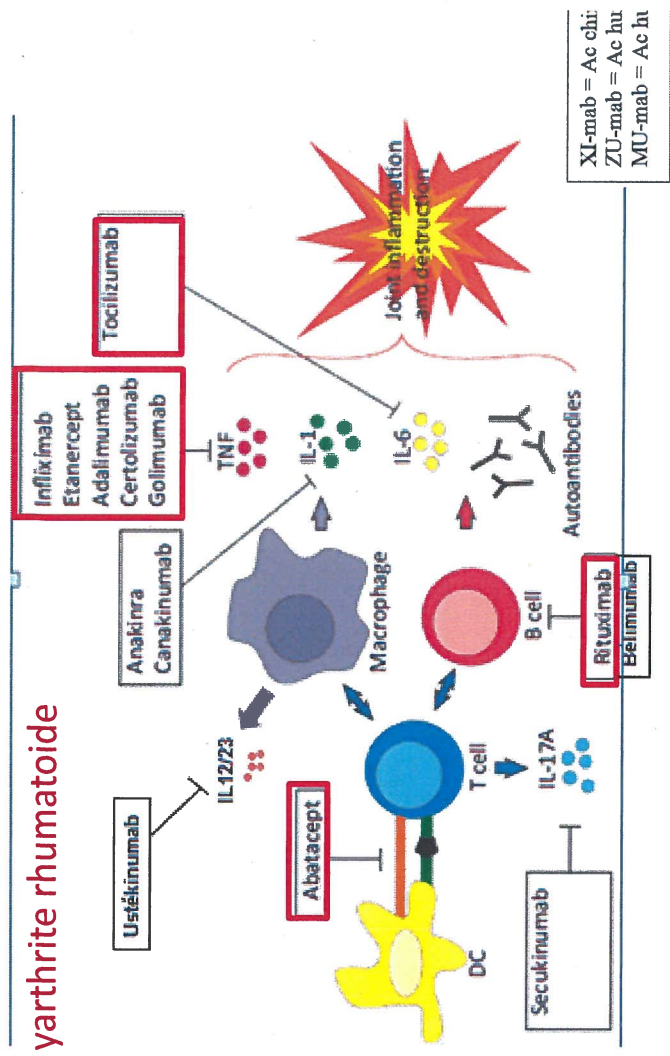 yarthrite rhumatoide
Ustékinumab
Anakinra
Canakinumab
Infliximab
Etanercept
Adalimumab
Certolizumab
Golimumab
Tocilizumab
IL12/23
TNF
IL-1
IL-6
Macrophage
Abatacept
DC
T cell
B cell
Autoantibodies
Joint inflammation
and destruction
IL-17A
Secukinumab
Rituximab
Belimumab
XI-mab = Ac chi
ZU-mab = Ac hu
MU-mab = Ac hu